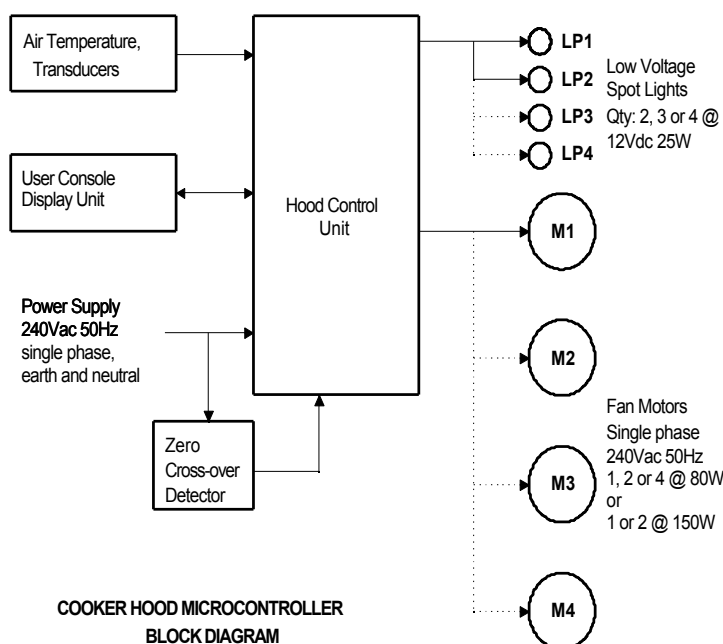 Air Temperature,
Transducers
User Console
Display Unit
Power Supply
240Vac 50Hz
single phase,
earth and neutral
Zero
Cross-over
Detector
Hood Control
Unit
LP1
LP2
LP3
LP4
Low Voltage
Spot Lights
Qty: 2, 3 or 4 @
12Vdc 25W
M1
M2
M3
M4
Fan Motors
Single phase
240Vac 50Hz
1, 2 or 4 @ 80W
or
1 or 2 @ 150W
COOKER HOOD MICROCONTROLLER
BLOCK DIAGRAM